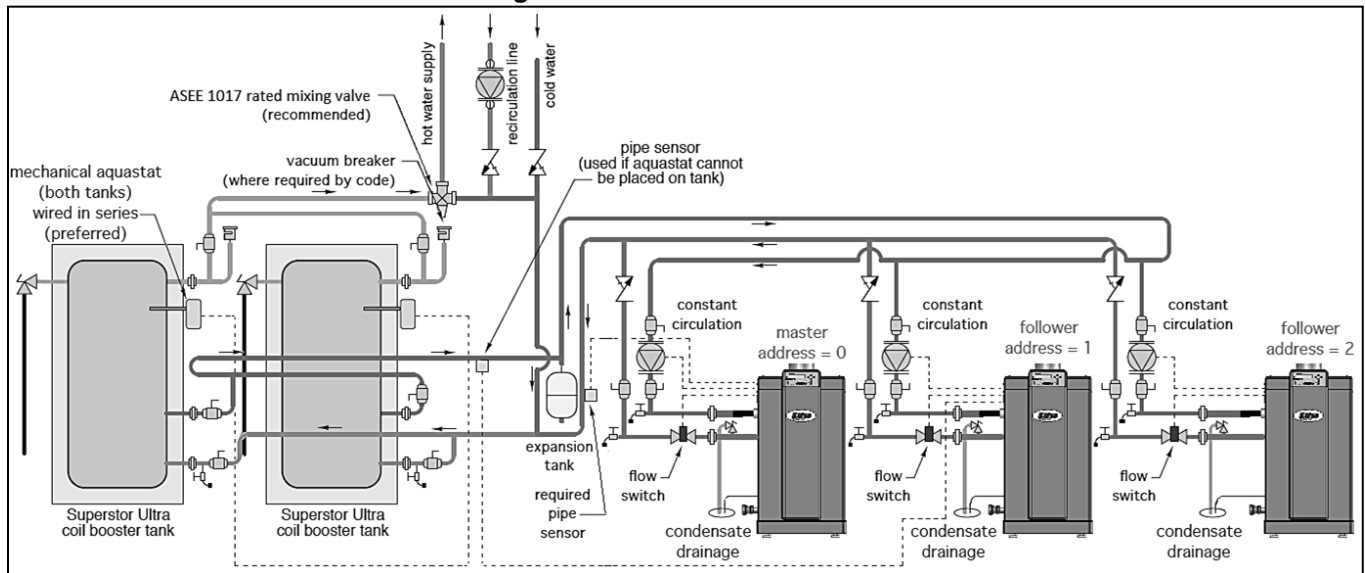 g
hot water supply
recirculation line
cold water
ASEE 1017 rated mixing valve
(recommended)
vacuum breaker
(where required by code)
pipe sensor
(used if aquastat cannot
be placed on tank)
mechanical aquastat
(both tanks)
wired in series
(preferred)
constant
circulation
master
address = 0
constant
circulation
follower
address = 1
constant
circulation
follower
address = 2
expansion
tank
required
pipe
sensor
flow
switch
condensate
drainage
flow
switch
condensate
drainage
flow
switch
condensate
drainage
Superstor Ultra
coil booster tank
Superstor Ultra
coil booster tank